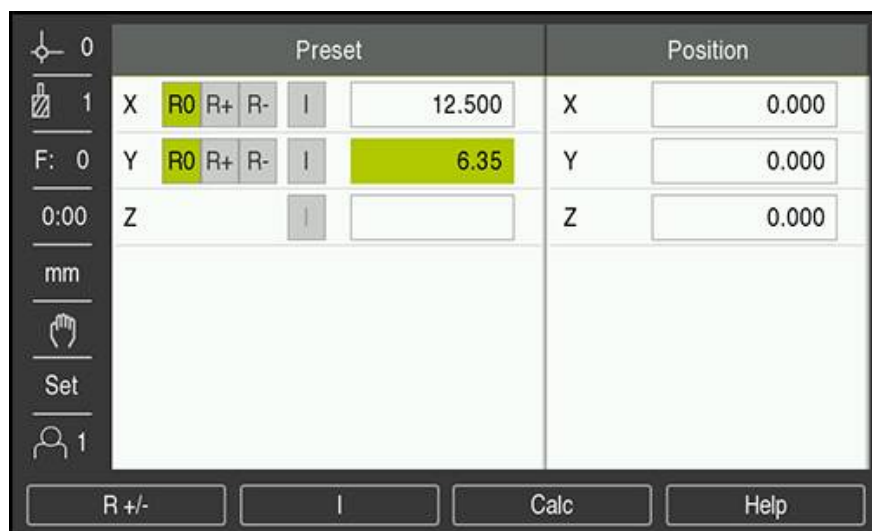 0 Preset Position
1 X R0 R+ R- I 12.500 X 0.000
F: 0 Y R0 R+ R- I 6.35 Y 0.000
0:00 Z I Z 0.000
mm
Set
1
R +/- I Calc Help